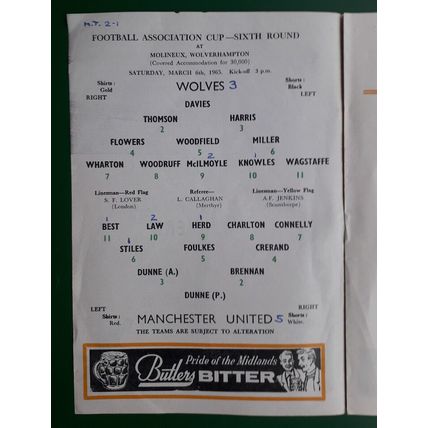 H.T. 2-1
FOOTBALL ASSOCIATION CUP—SIXTH ROUND
AT
MOLINEUX, WOLVERHAMPTON
(Covered Accommodation for 30,000)
SATURDAY, MARCH 6th, 1965. Kick-off 3 p.m.
Shirts: Gold WOLVES 3 Shorts: Black
RIGHT LEFT
DAVIES
THOMSON HARRIS
2 3
FLOWERS WOODFIELD MILLER
4 5 6
2 1
WHARTON WOODRUFF McILMOYLE KNOWLES WAGSTAFFE
7 8 9 10 11
Linesman—Red Flag Referee— Linesman—Yellow Flag
S. F. LOVER L. CALLAGHAN A.F. JENKINS
(London) (Merthyr) (Scunthorpe)
1 2 1
BEST LAW HERD CHARLTON CONNELLY
11 10 9 8 7
1
STILES FOULKES CRERAND
6 5 4
DUNNE (A.) BRENNAN
3 2
DUNNE (P.)
LEFT RIGHT
Shirts: Red. MANCHESTER UNITED 5 Shorts: White.
THE TEAMS ARE SUBJECT TO ALTERATION
Pride of the Midlands
Butlers BITTER